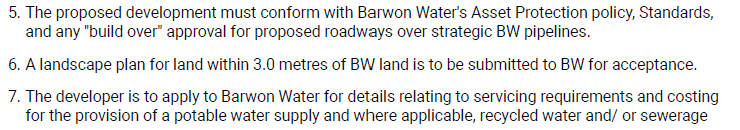 5. The proposed development must conform with Barwon Water's Asset Protection policy, Standards,
and any "build over" approval for proposed roadways over strategic BW pipelines.
6. A landscape plan for land within 3.0 metres of BW land is to be submitted to BW for acceptance.
7. The developer is to apply to Barwon Water for details relating to servicing requirements and costing
for the provision of a potable water supply and where applicable, recycled water and/ or sewerage